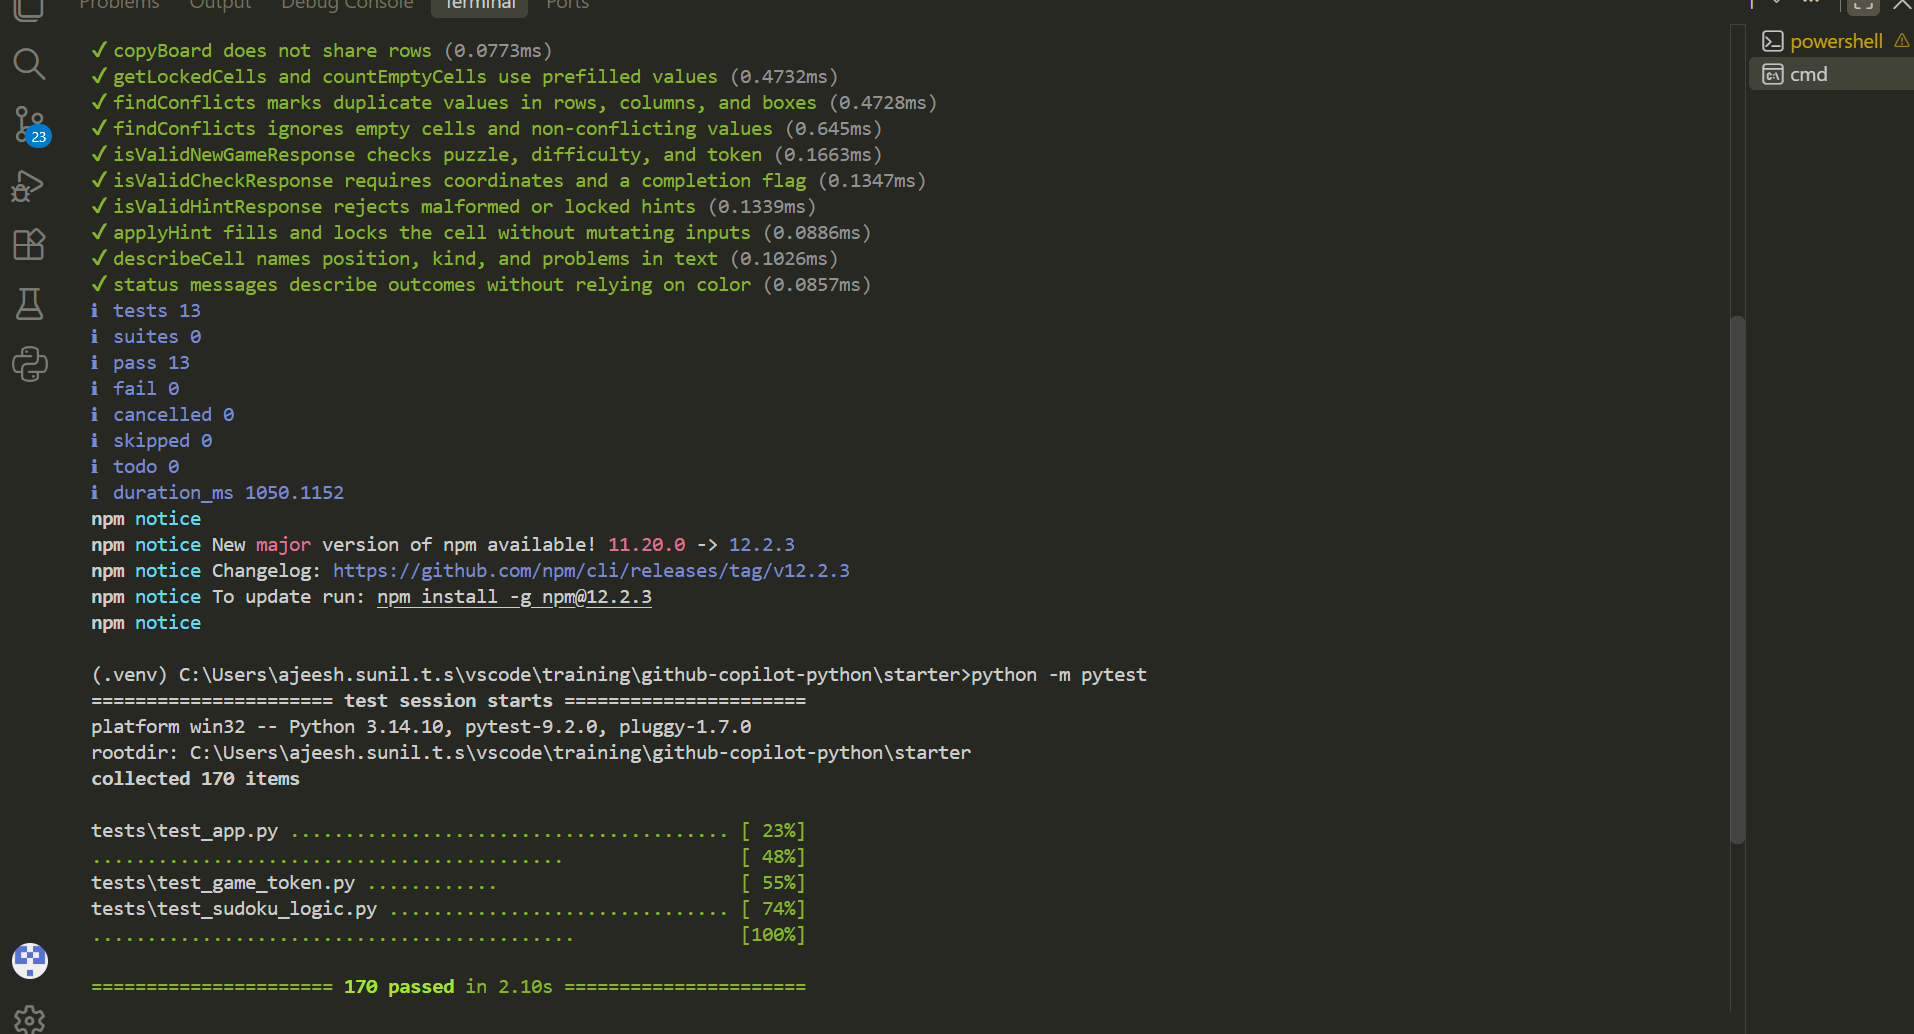 Problems Output Debug Console Terminal Ports
✓ copyBoard does not share rows (0.0773ms)
✓ getLockedCells and countEmptyCells use prefilled values (0.4732ms)
✓ findConflicts marks duplicate values in rows, columns, and boxes (0.4728ms)
✓ findConflicts ignores empty cells and non-conflicting values (0.645ms)
✓ isValidNewGameResponse checks puzzle, difficulty, and token (0.1663ms)
✓ isValidCheckResponse requires coordinates and a completion flag (0.1347ms)
✓ isValidHintResponse rejects malformed or locked hints (0.1339ms)
✓ applyHint fills and locks the cell without mutating inputs (0.0886ms)
✓ describeCell names position, kind, and problems in text (0.1026ms)
✓ status messages describe outcomes without relying on color (0.0857ms)
ℹ tests 13
ℹ suites 0
ℹ pass 13
ℹ fail 0
ℹ cancelled 0
ℹ skipped 0
ℹ todo 0
ℹ duration_ms 1050.1152
npm notice
npm notice New major version of npm available! 11.20.0 -> 12.2.3
npm notice Changelog: https://github.com/npm/cli/releases/tag/v12.2.3
npm notice To update run: npm install -g npm@12.2.3
npm notice
(.venv) C:\Users\ajeesh.sunil.t.s\vscode\training\github-copilot-python\starter>python -m pytest
====================== test session starts ======================
platform win32 -- Python 3.14.10, pytest-9.2.0, pluggy-1.7.0
rootdir: C:\Users\ajeesh.sunil.t.s\vscode\training\github-copilot-python\starter
collected 170 items
tests\test_app.py ........................................ [ 23%]
........................................... [ 48%]
tests\test_game_token.py ............ [ 55%]
tests\test_sudoku_logic.py ............................... [ 74%]
............................................ [100%]
====================== 170 passed in 2.10s ======================
powershell
cmd
23